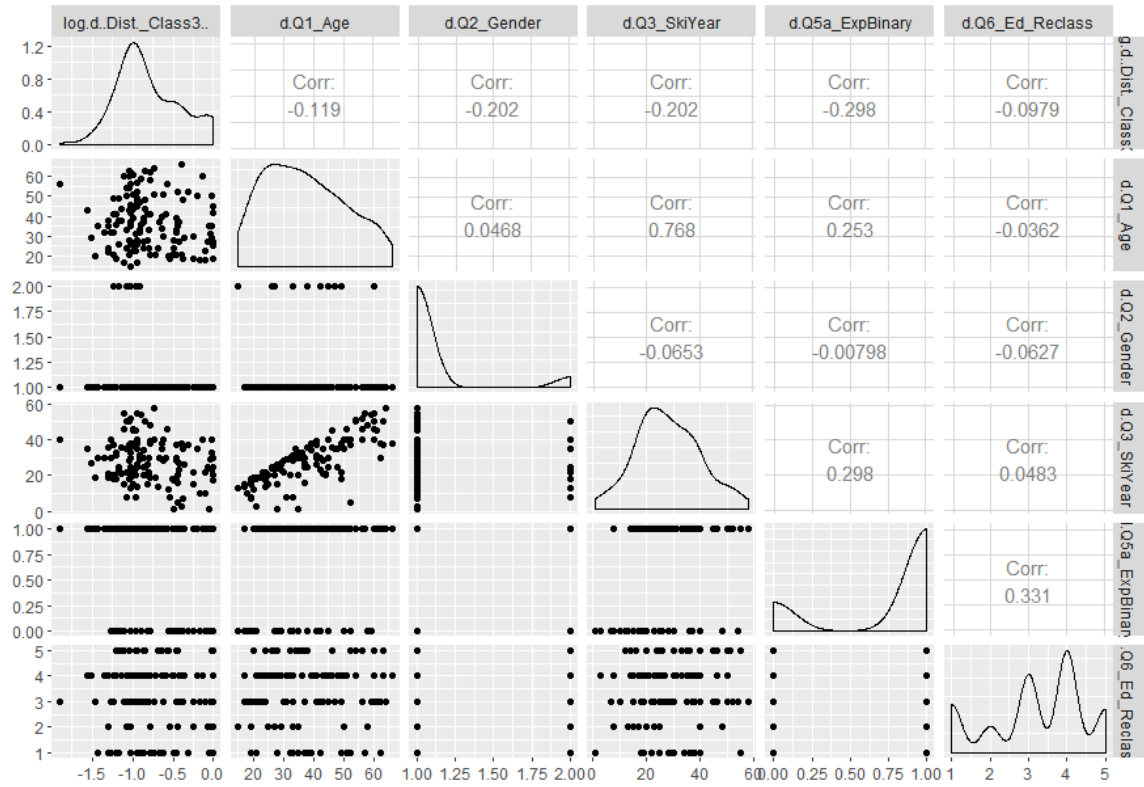 log.d..Dist._Class3..
d.Q1_Age
d.Q2_Gender
d.Q3_SkiYear
d.Q5a_ExpBinary
d.Q6_Ed_Reclass
1.2
0.8
0.4
0.0
Corr:
-0.119
Corr:
-0.202
Corr:
-0.202
Corr:
-0.298
Corr:
-0.0979
g.d..Dist._Class
60
50
40
30
20
Corr:
0.0468
Corr:
0.768
Corr:
0.253
Corr:
-0.0362
d.Q1_Age
2.00
1.75
1.50
1.25
1.00
Corr:
-0.0653
Corr:
-0.00798
Corr:
-0.0627
d.Q2_Gender
60
40
20
0
Corr:
0.298
Corr:
0.0483
d.Q3_SkiYear
1.00
0.75
0.50
0.25
0.00
Corr:
0.331
.Q5a_ExpBinar
5
4
3
2
1
.Q6_Ed_Reclas
-1.5 -1.0 -0.5 0.0
20 30 40 50 60
1.00 1.25 1.50 1.75 2.00
0 20 40 60
0.00 0.25 0.50 0.75 1.00
1 2 3 4 5